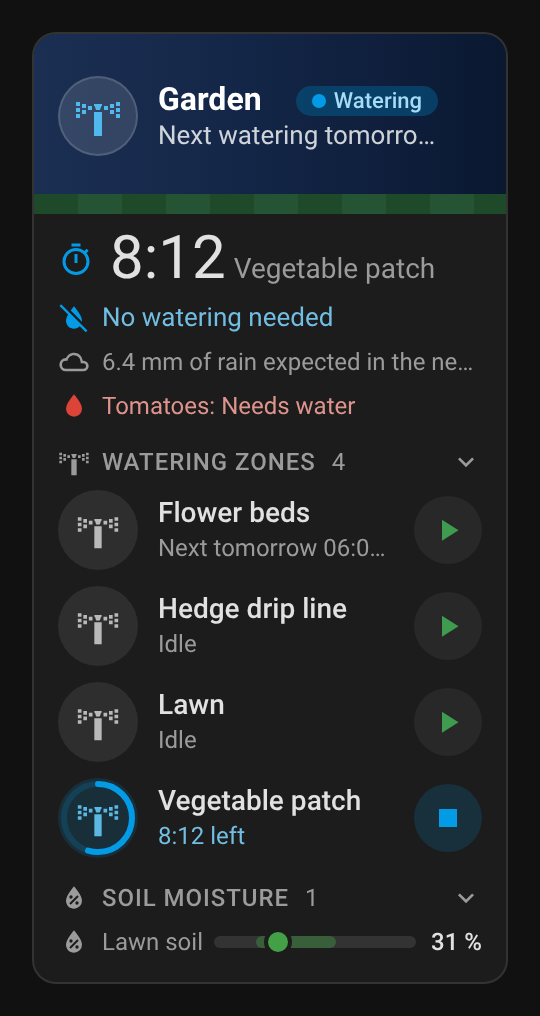 Garden
Watering
Next watering tomorro…
8:12 Vegetable patch
No watering needed
6.4 mm of rain expected in the ne…
Tomatoes: Needs water
WATERING ZONES 4
Flower beds
Next tomorrow 06:0…
Hedge drip line
Idle
Lawn
Idle
Vegetable patch
8:12 left
SOIL MOISTURE 1
Lawn soil 31 %